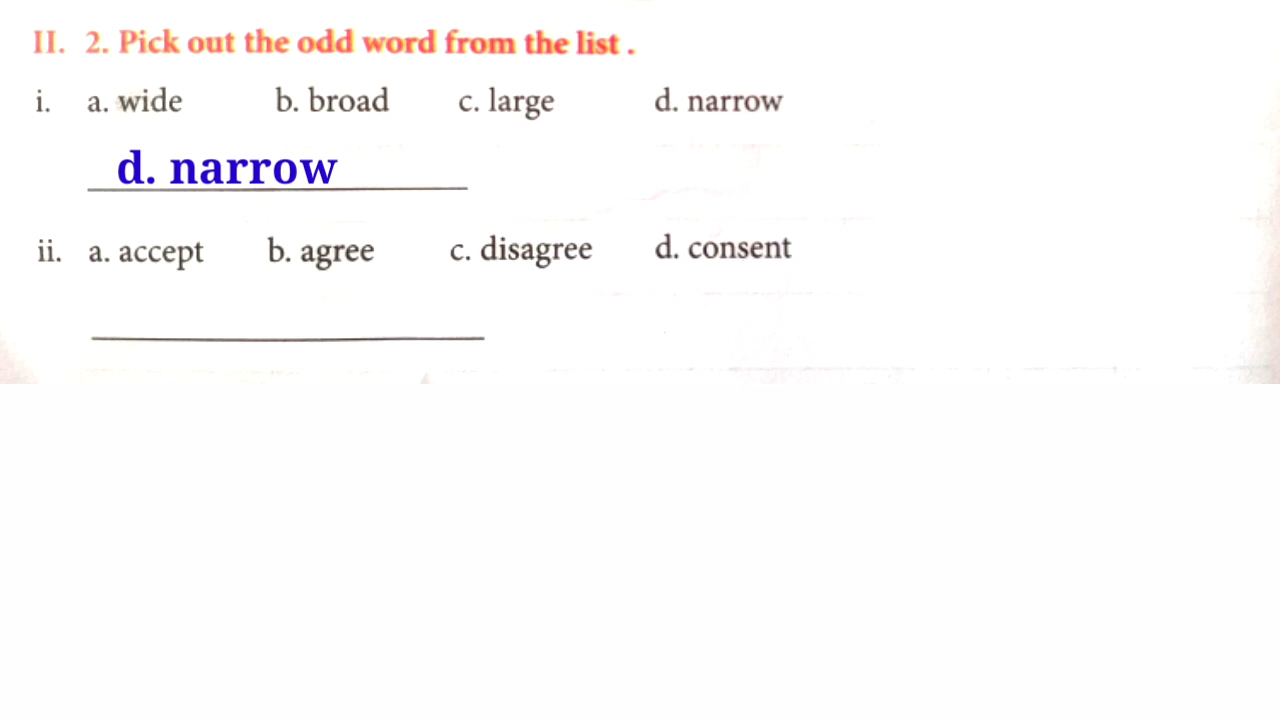 II. 2. Pick out the odd word from the list .
i. a. wide b. broad c. large d. narrow
d. narrow
ii. a. accept b. agree c. disagree d. consent